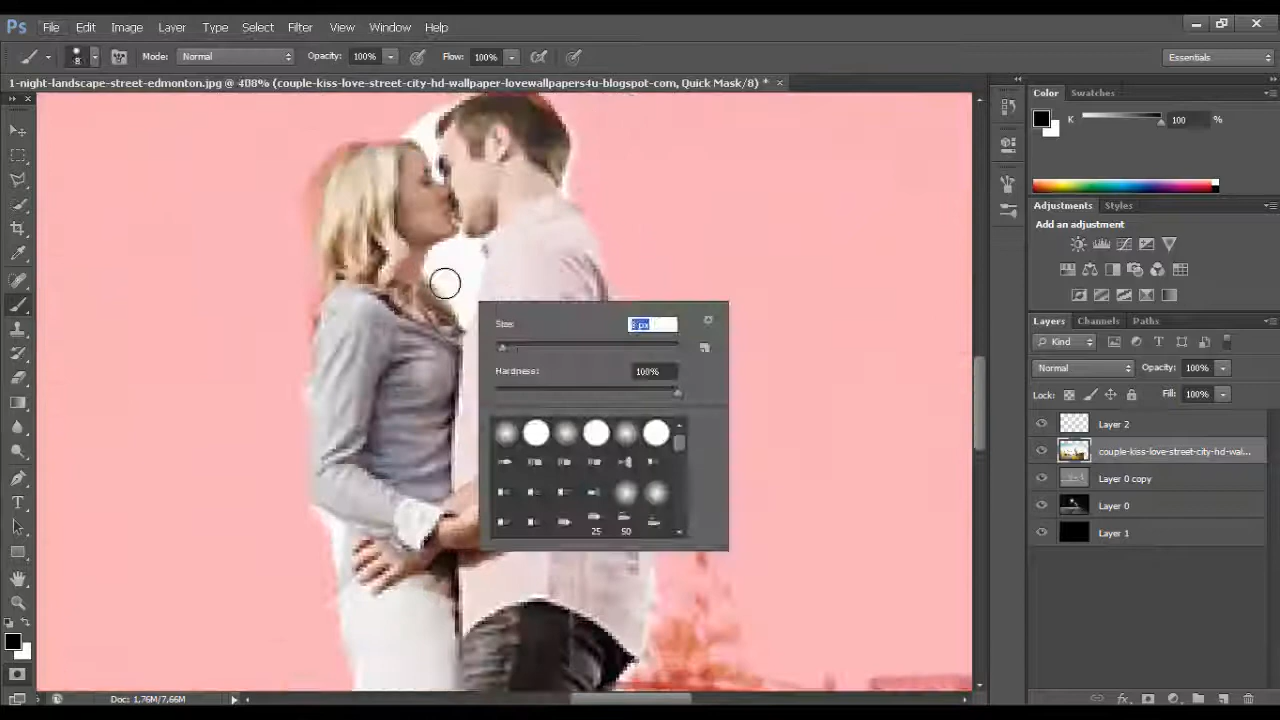 Ps File Edit Image Layer Type Select Filter View Window Help
8 Mode: Normal Opacity: 100% Flow: 100% Essentials
1-night-landscape-street-edmonton.jpg @ 408% (couple-kiss-love-street-city-hd-wallpaper-lovewallpapers4u-blogspot-com, Quick Mask/8) *
Color Swatches
K 100 %
Adjustments Styles
Add an adjustment
Size:
Hardness: 100%
25 50
Layers Channels Paths
Kind
Normal Opacity: 100%
Lock: Fill: 100%
Layer 2
couple-kiss-love-street-city-hd-wal...
Layer 0 copy
Layer 0
Layer 1
fx
Doc: 1,76M/7,66M